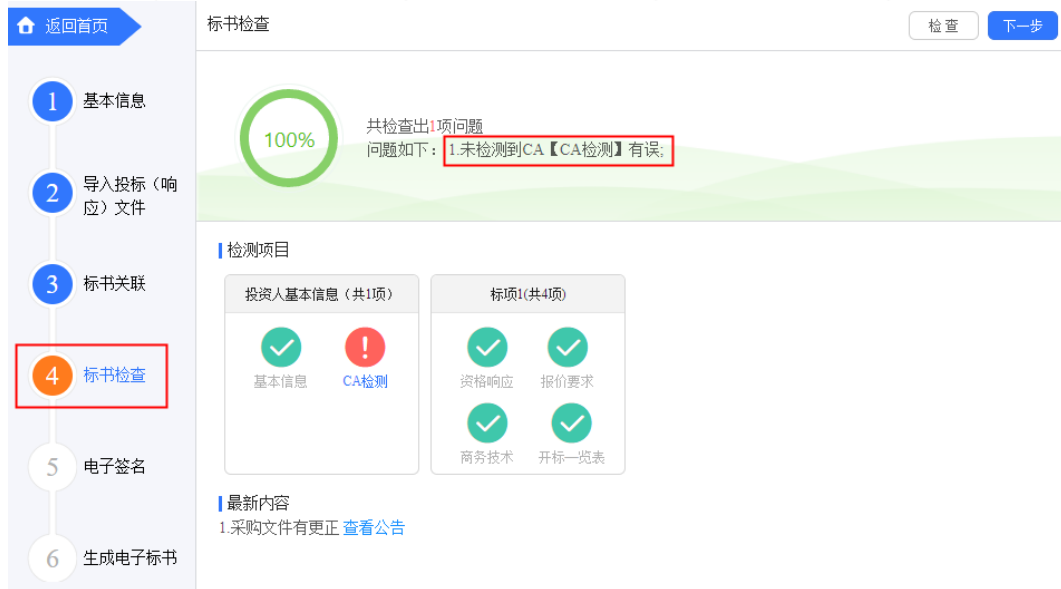 返回首页
标书检查
检查
下一步
1
基本信息
2
导入投标（响
应）文件
3
标书关联
4
标书检查
5
电子签名
6
生成电子标书
100%
共检查出1项问题
问题如下：1.未检测到CA【CA检测】有误;
检测项目
投资人基本信息（共1项）
基本信息
CA检测
标项1(共4项)
资格响应
报价要求
商务技术
开标一览表
最新内容
1.采购文件有更正 查看公告